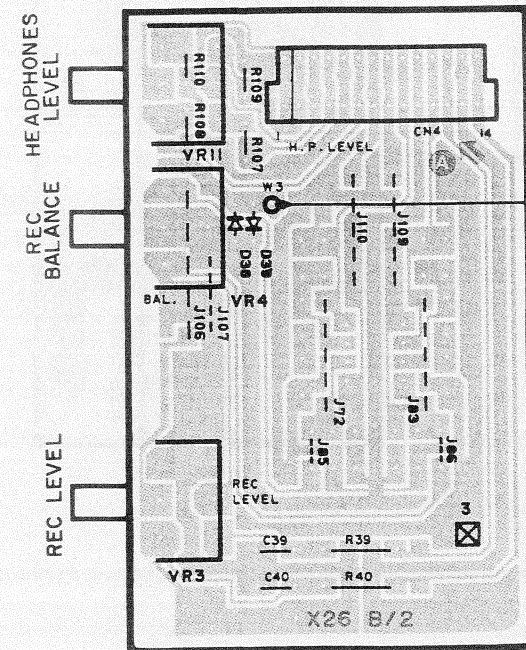 HEADPHONES
LEVEL
R110
R109
R108
R107
VR11
CN4
1
14
H.P. LEVEL
A
W3
REC
BALANCE
J110
J109
D38
D39
BAL.
VR4
J106
J107
J72
J83
J85
J86
REC LEVEL
REC
LEVEL
3
C39
R39
VR3
C40
R40
X26 B/2